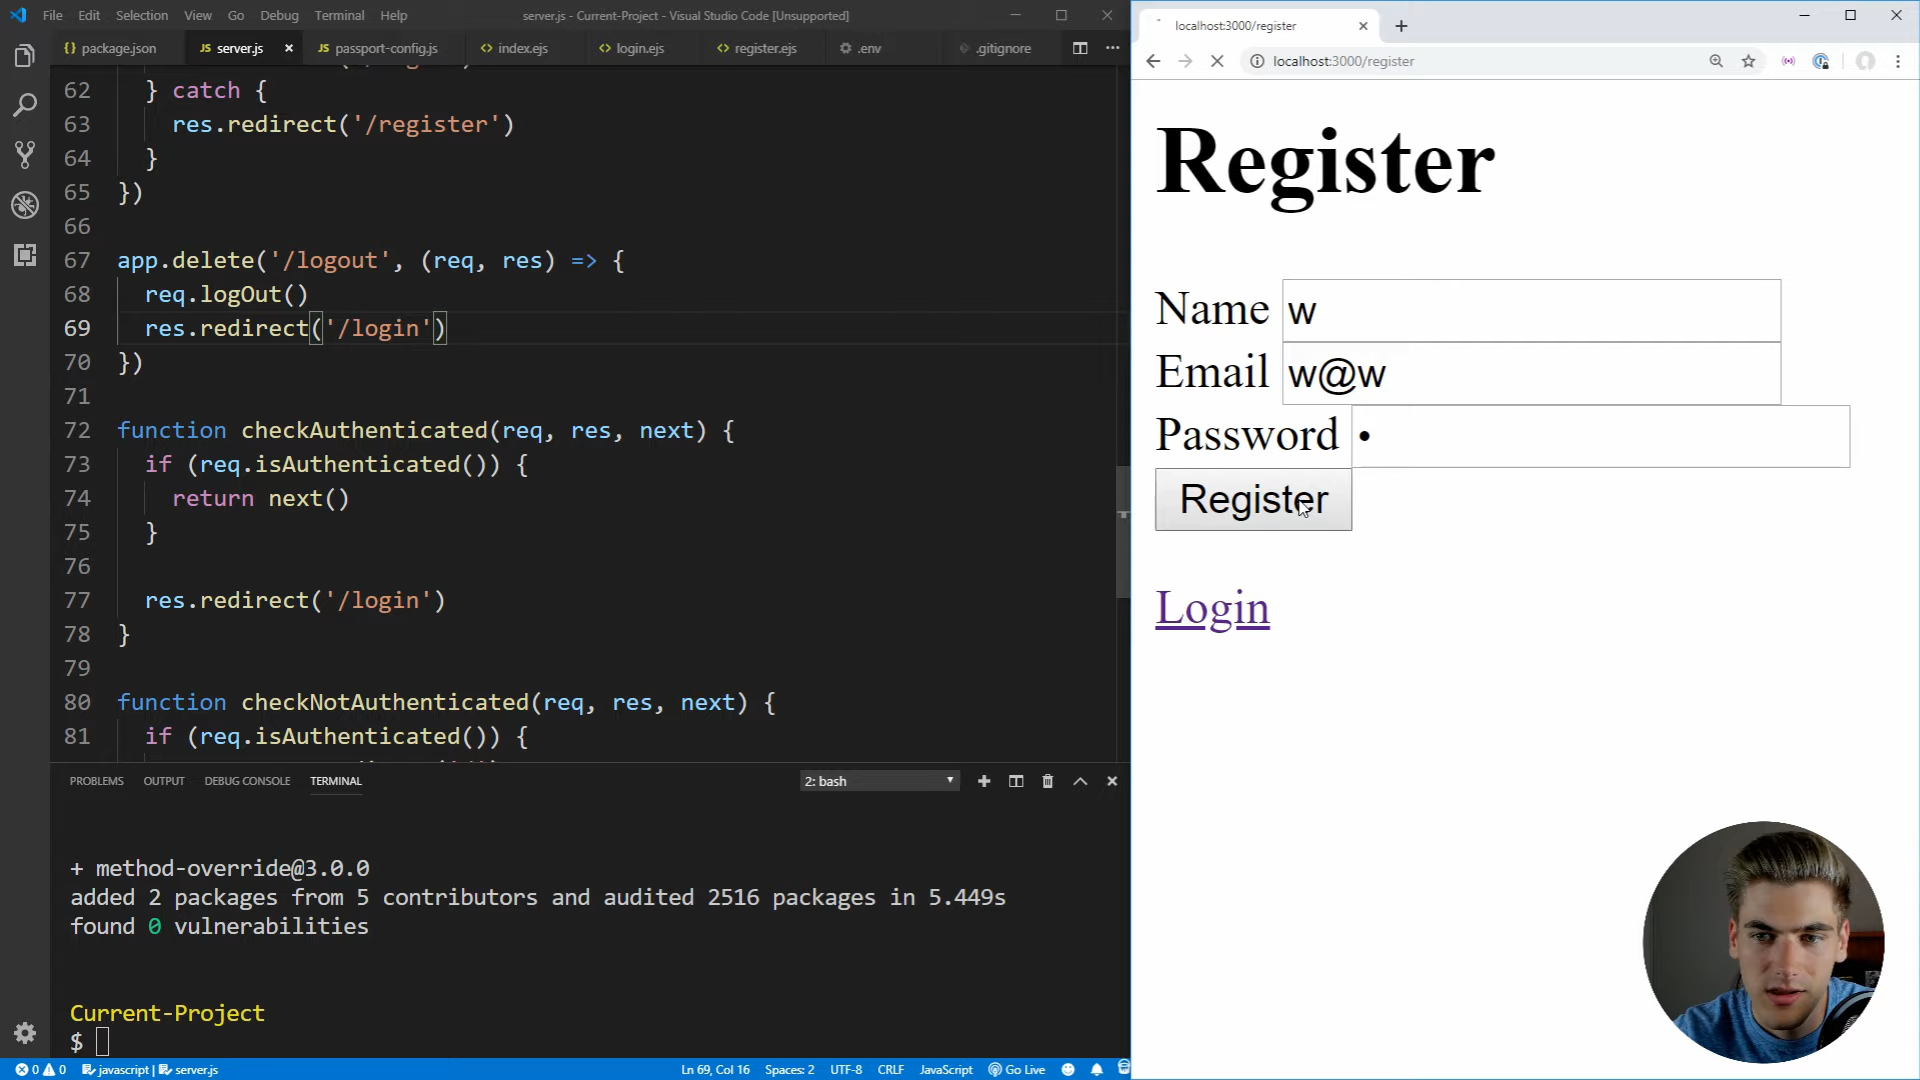 File Edit Selection View Go Debug Terminal Help
server.js - Current-Project - Visual Studio Code [Unsupported]
package.json
server.js
passport-config.js
index.ejs
login.ejs
register.ejs
.env
.gitignore
62 } catch {
63 res.redirect('/register')
64 }
65 })
66
67 app.delete('/logout', (req, res) => {
68 req.logOut()
69 res.redirect('/login')
70 })
71
72 function checkAuthenticated(req, res, next) {
73 if (req.isAuthenticated()) {
74 return next()
75 }
76
77 res.redirect('/login')
78 }
79
80 function checkNotAuthenticated(req, res, next) {
81 if (req.isAuthenticated()) {
PROBLEMS OUTPUT DEBUG CONSOLE TERMINAL
2: bash
+ method-override@3.0.0
added 2 packages from 5 contributors and audited 2516 packages in 5.449s
found 0 vulnerabilities
Current-Project
$
0 0 javascript | server.js
Ln 69, Col 16 Spaces: 2 UTF-8 CRLF JavaScript Go Live
localhost:3000/register
localhost:3000/register
Register
Name w
Email w@w
Password •
Register
Login